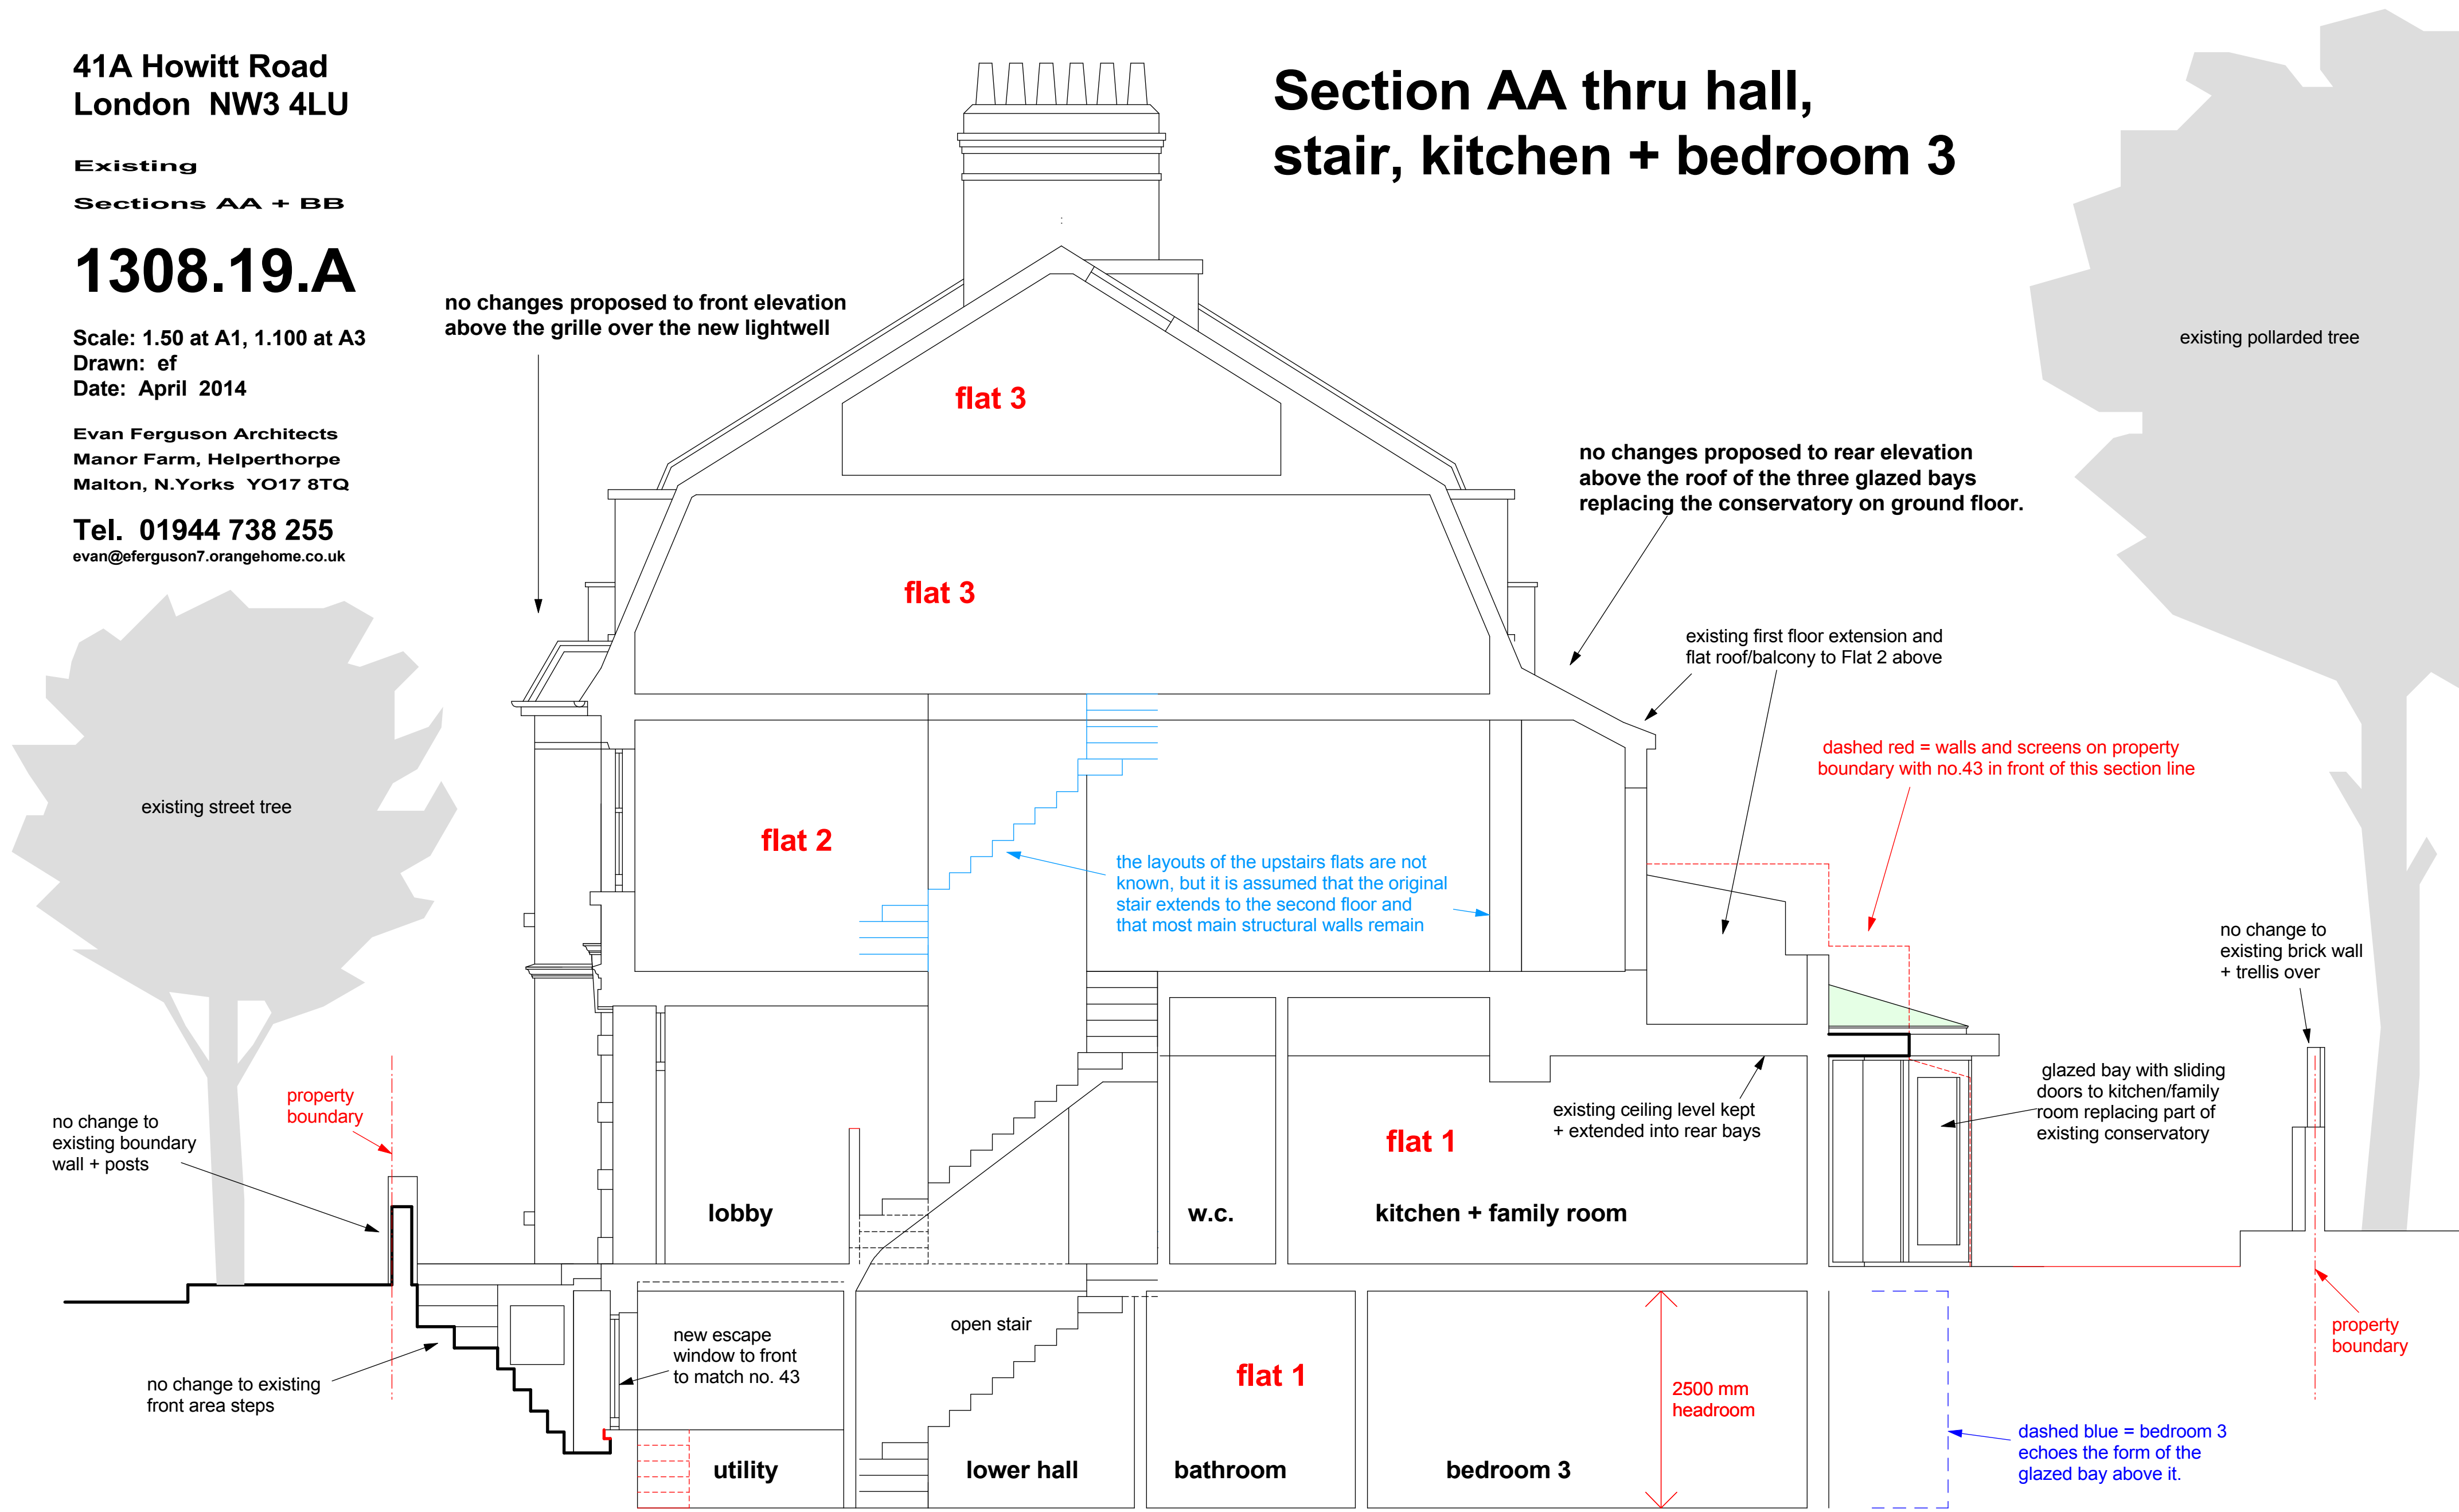 41A Howitt Road
London  NW3 4LU
Existing
Sections AA + BB
1308.19.A
Scale: 1.50 at A1, 1.100 at A3
Drawn:  ef
Date:  April  2014
Evan Ferguson Architects
Manor Farm, Helperthorpe
Malton, N.Yorks  YO17 8TQ
Tel.  01944 738 255
evan@eferguson7.orangehome.co.uk
Section AA thru hall,
stair, kitchen + bedroom 3
no changes proposed to front elevation
above the grille over the new lightwell
existing pollarded tree
flat 3
no changes proposed to rear elevation
above the roof of the three glazed bays
replacing the conservatory on ground floor.
flat 3
existing first floor extension and
flat roof/balcony to Flat 2 above
dashed red = walls and screens on property
boundary with no.43 in front of this section line
existing street tree
flat 2
the layouts of the upstairs flats are not
known, but it is assumed that the original
stair extends to the second floor and
that most main structural walls remain
no change to
existing brick wall
+ trellis over
property
boundary
no change to
existing boundary
wall + posts
existing ceiling level kept
+ extended into rear bays
glazed bay with sliding
doors to kitchen/family
room replacing part of
existing conservatory
flat 1
lobby
w.c.
kitchen + family room
no change to existing
front area steps
new escape
window to front
to match no. 43
open stair
flat 1
2500 mm
headroom
property
boundary
dashed blue = bedroom 3
echoes the form of the
glazed bay above it.
utility
lower hall
bathroom
bedroom 3